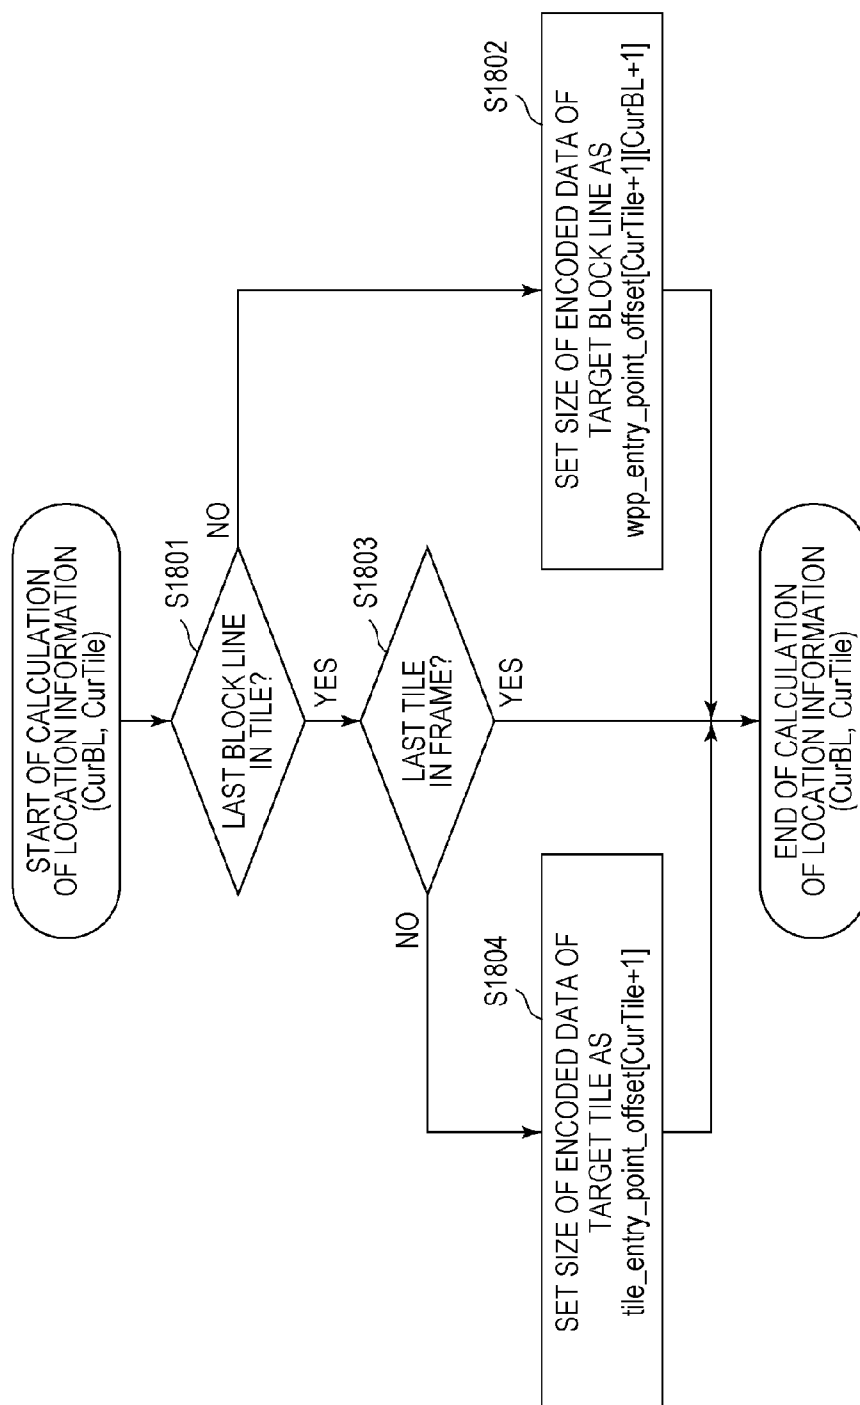 START OF CALCULATION
OF LOCATION INFORMATION
(CurBL, CurTile)
S1801
LAST BLOCK LINE
IN TILE?
NO
YES
S1803
LAST TILE
IN FRAME?
NO
YES
S1804
SET SIZE OF ENCODED DATA OF
TARGET TILE AS
tile_entry_point_offset[CurTile+1]
S1802
SET SIZE OF ENCODED DATA OF
TARGET BLOCK LINE AS
wpp_entry_point_offset[CurTile+1][CurBL+1]
END OF CALCULATION
OF LOCATION INFORMATION
(CurBL, CurTile)